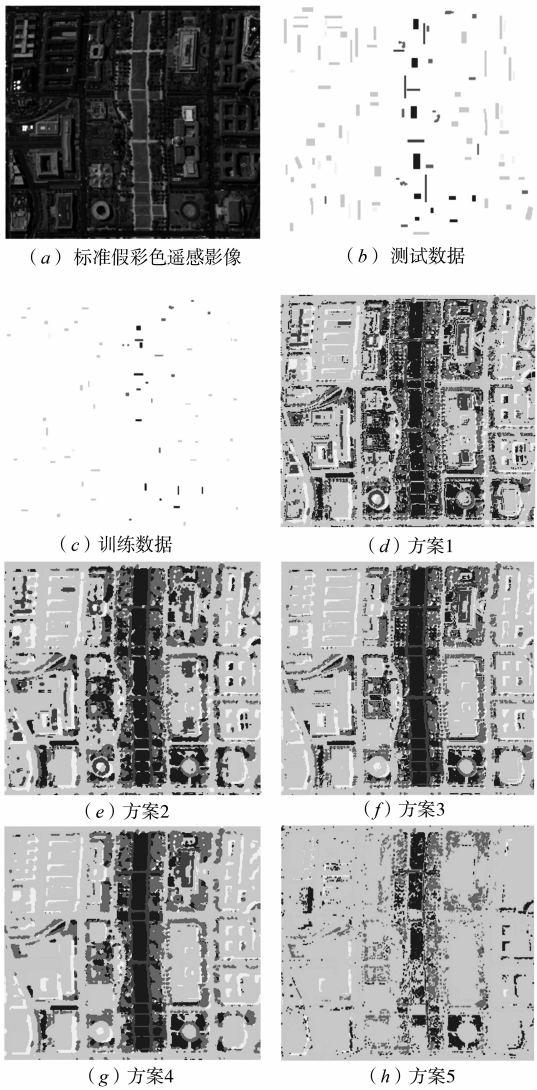 (a) 标准假彩色遥感影像
(b) 测试数据
(c) 训练数据
(d) 方案1
(e) 方案2
(f) 方案3
(g) 方案4
(h) 方案5